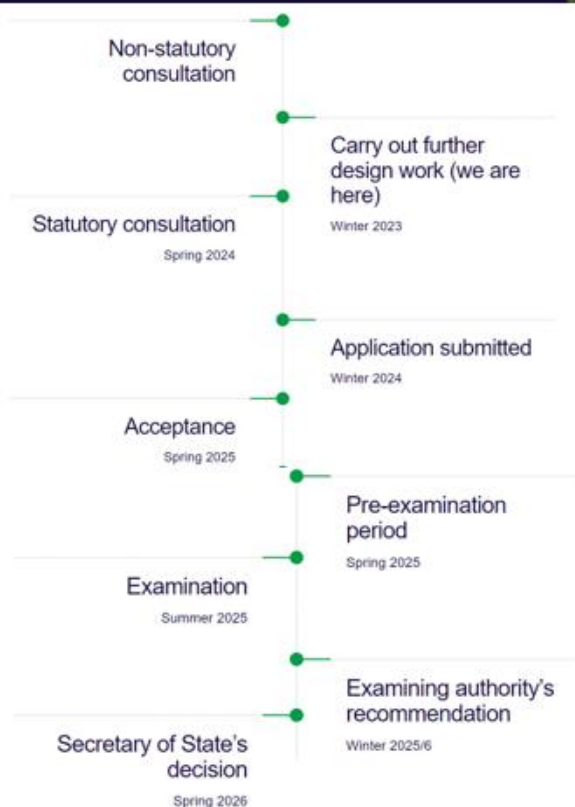 Non-statutory
consultation
Carry out further
design work (we are
here)
Winter 2023
Statutory consultation
Spring 2024
Application submitted
Winter 2024
Acceptance
Spring 2025
Pre-examination
period
Spring 2025
Examination
Summer 2025
Examining authority's
recommendation
Winter 2025/6
Secretary of State's
decision
Spring 2026